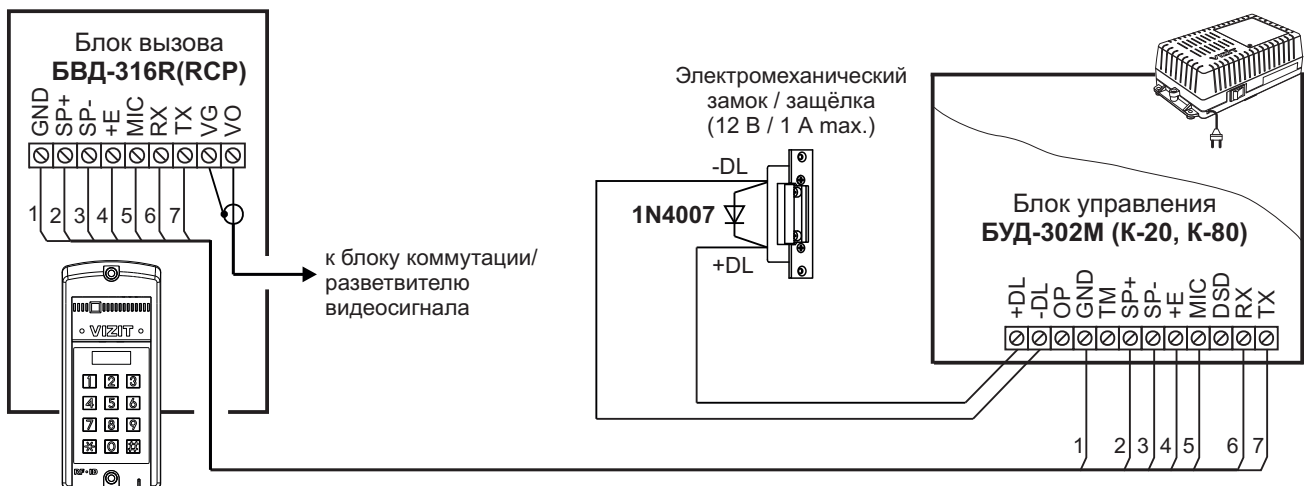 Блок вызова
БВД-316R(RCP)
GND
SP+
SP-
+E
MIC
RX
TX
VG
VO
1 2 3 4 5 6 7
к блоку коммутации/
разветвителю
видеосигнала
VIZIT
1 2 3
4 5 6
7 8 9
* 0 #
RF-ID
Электромеханический
замок / защёлка
(12 В / 1 А max.)
-DL
1N4007
+DL
VIZIT
Блок управления
БУД-302М (К-20, К-80)
+DL
-DL
OP
GND
TM
SP+
SP-
+E
MIC
DSD
RX
TX
1 2 3 4 5 6 7